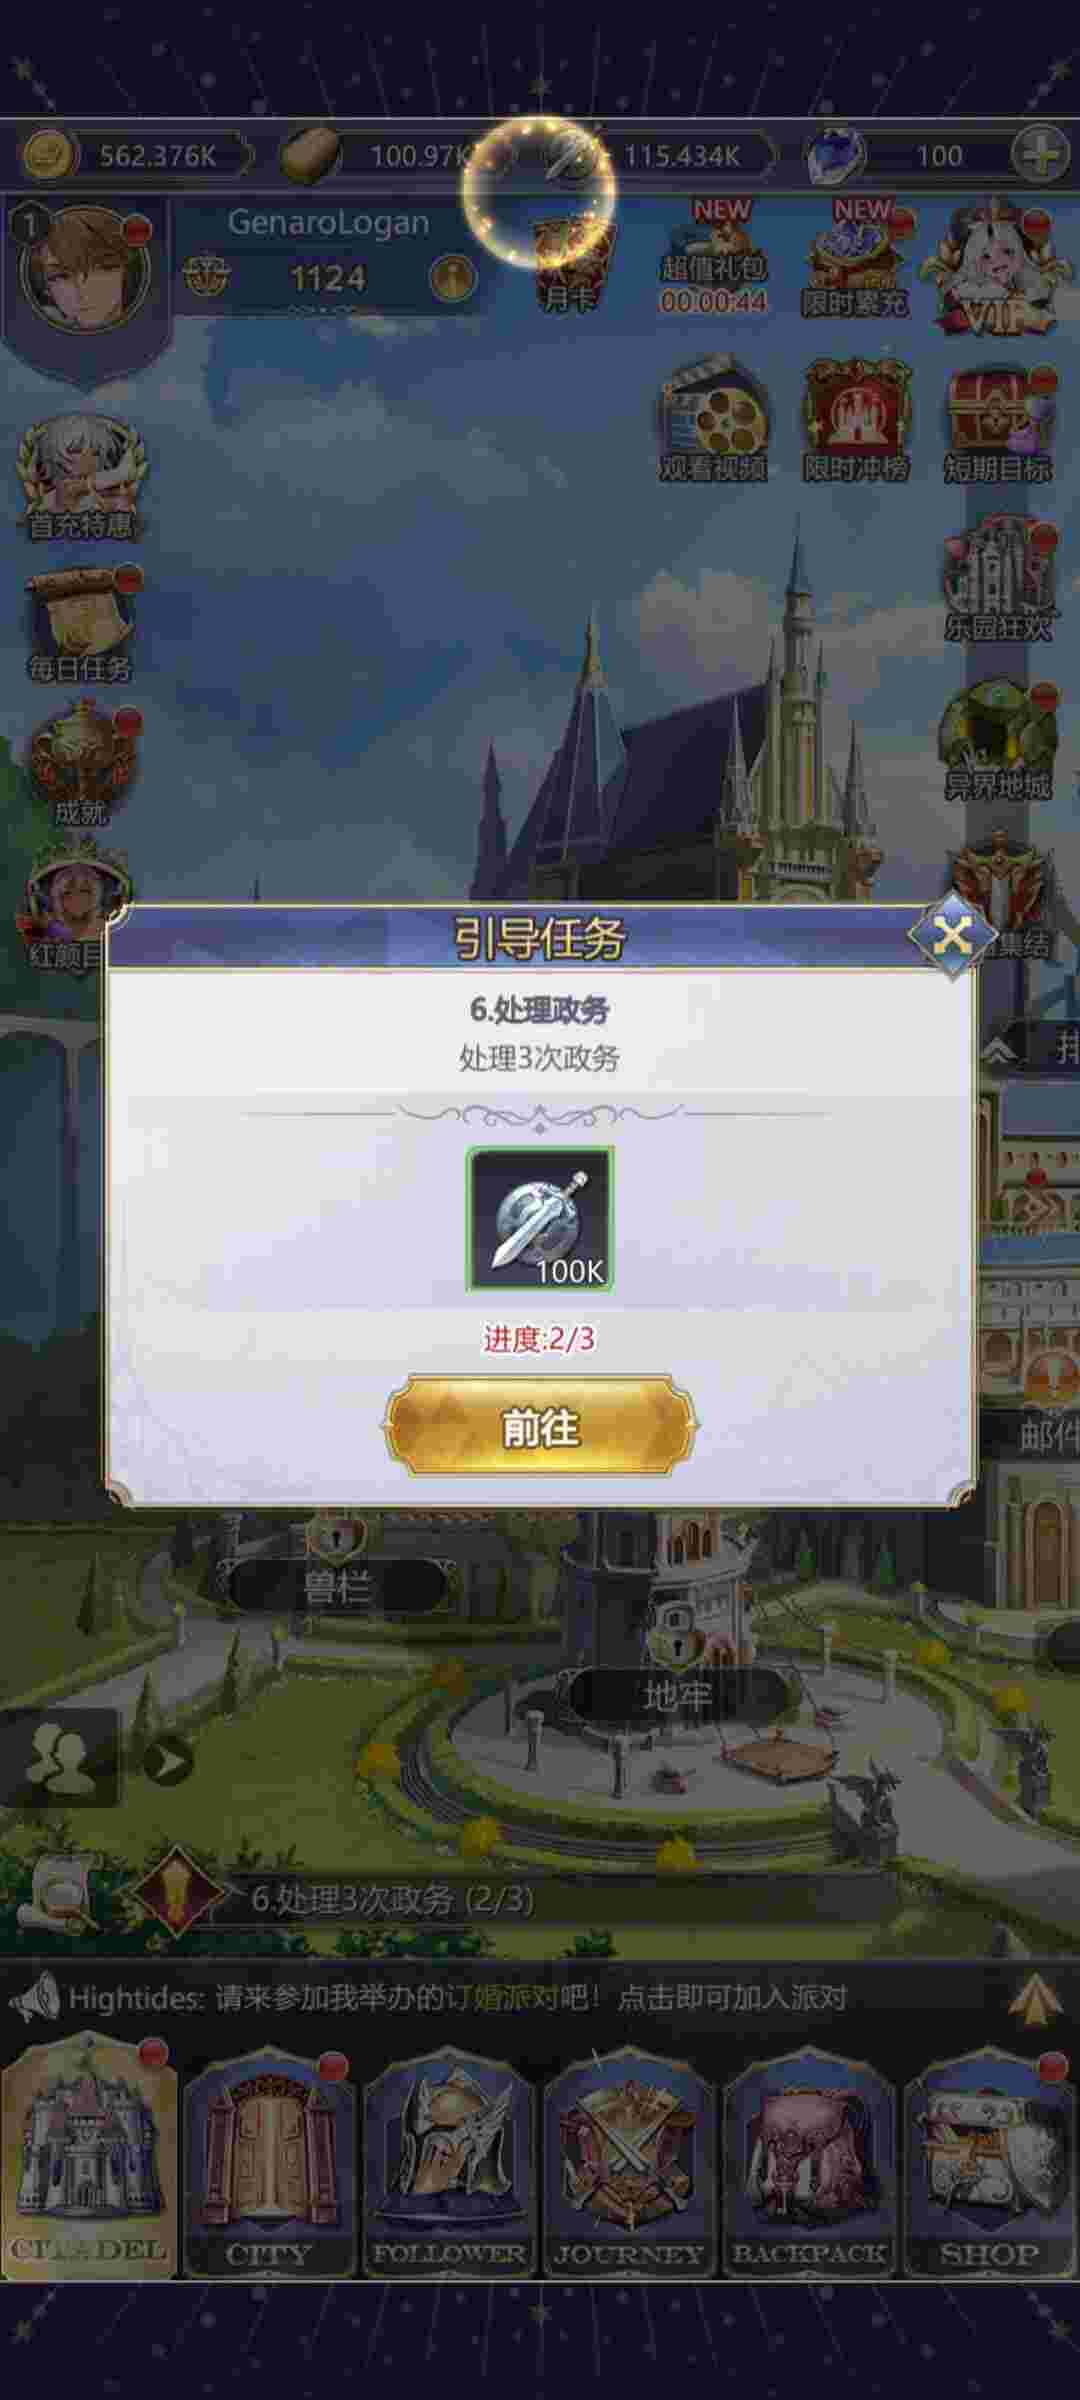 562.376K
100.97K
115.434K
100
1
GenaroLogan
1124
月卡
NEW
超值礼包
00:00:44
NEW
限时累充
VIP
观看视频
限时冲榜
短期目标
首充特惠
乐园狂欢
每日任务
异界地城
成就
集结
红颜目
引导任务
6.处理政务
处理3次政务
100K
进度:2/3
前往
排
邮件
兽栏
地牢
6.处理3次政务 (2/3)
Hightides: 请来参加我举办的订婚派对吧! 点击即可加入派对
CITADEL
CITY
FOLLOWER
JOURNEY
BACKPACK
SHOP